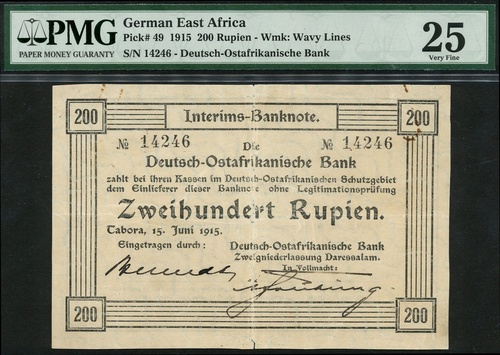 PMG
PAPER MONEY GUARANTY
German East Africa
Pick# 49 1915 200 Rupien - Wmk: Wavy Lines
S/N 14246 - Deutsch-Ostafrikanische Bank
25
Very Fine
200
Interims-Banknote.
200
№ 14246
№ 14246
Die
Deutsch-Ostafrikanische Bank
zahlt bei ihren Kassen im Deutsch-Ostafrikanischen Schutzgebiet
dem Einlieferer dieser Banknote ohne Legitimationsprüfung
Zweihundert Rupien.
Tabora, 15. Juni 1915.
Eingetragen durch:
Deutsch-Ostafrikanische Bank
Zweigniederlassung Daressalam.
In Vollmacht:
200
200